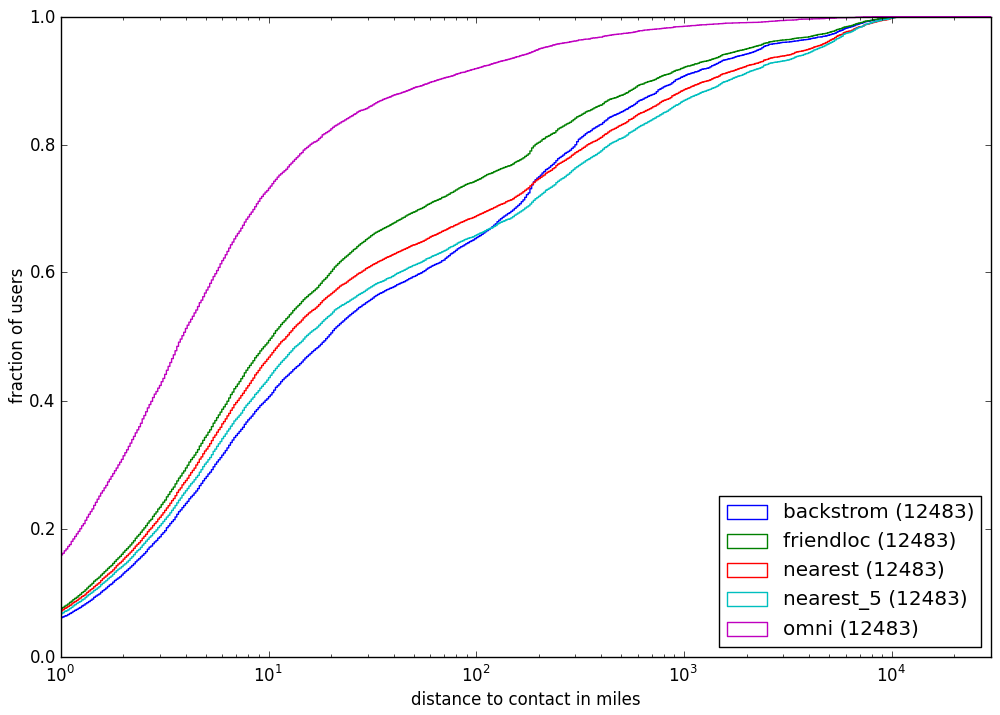 1.0
0.8
0.6
0.4
0.2
0.0
fraction of users
backstrom (12483)
friendloc (12483)
nearest (12483)
nearest_5 (12483)
omni (12483)
10⁰ 10¹ 10² 10³ 10⁴
distance to contact in miles